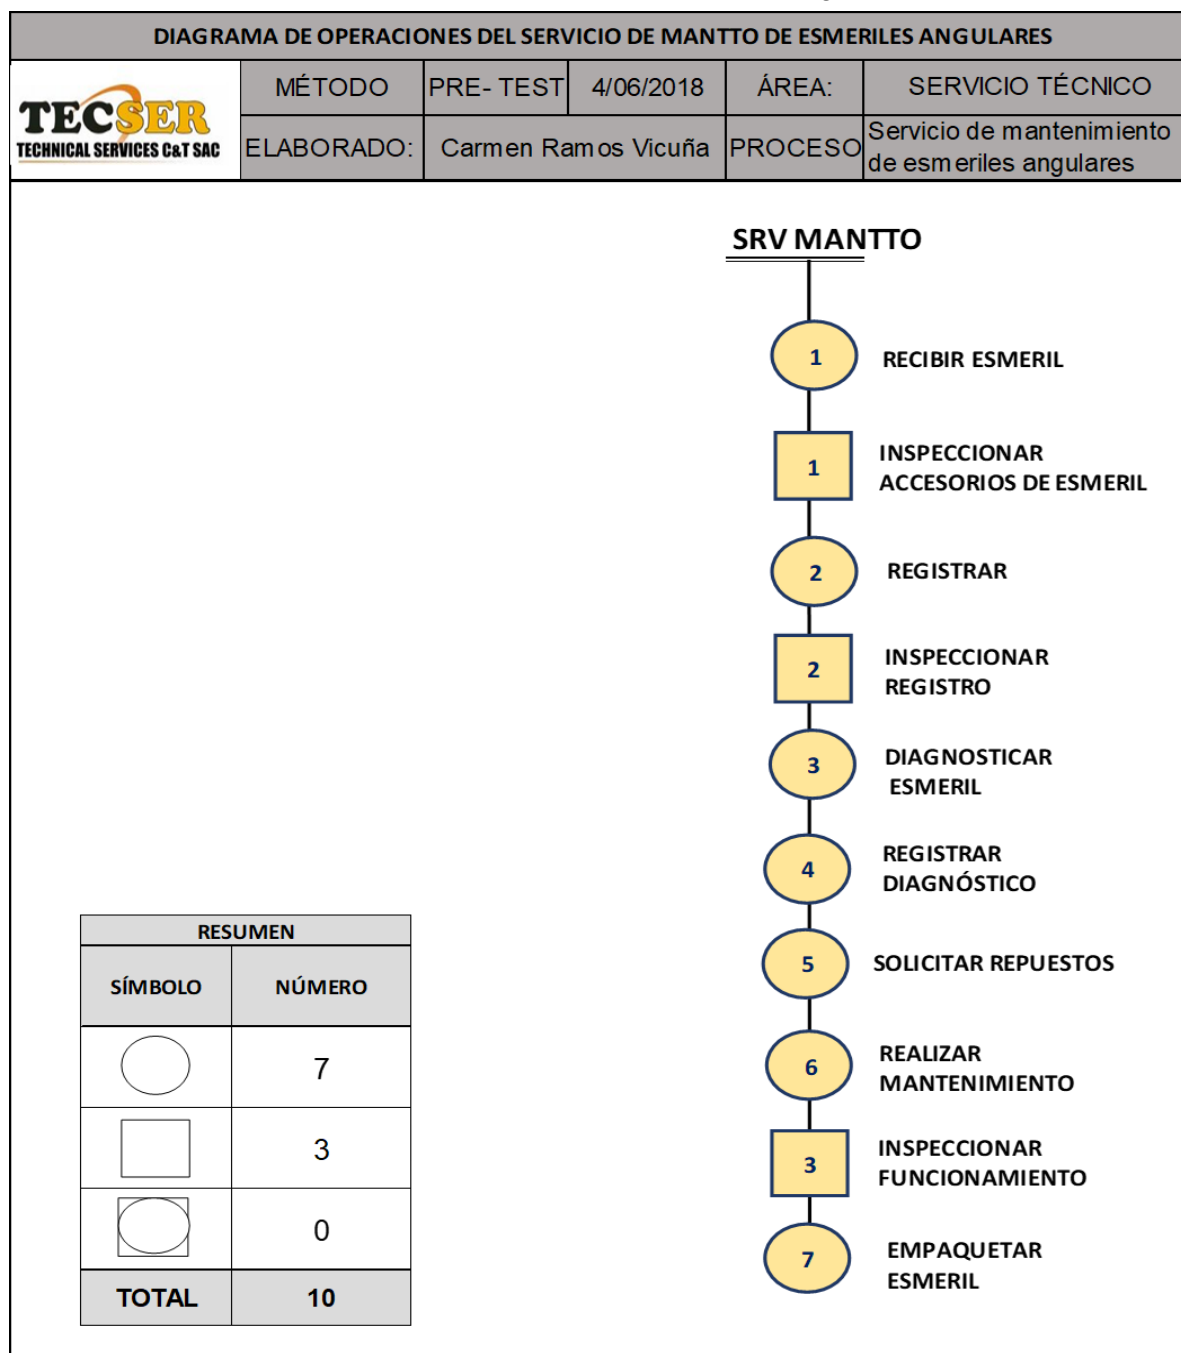 DIAGRAMA DE OPERACIONES DEL SERVICIO DE MANTTO DE ESMERILES ANGULARES
TECSER
TECHNICAL SERVICES C&T SAC
MÉTODO
PRE- TEST
4/06/2018
ÁREA:
SERVICIO TÉCNICO
ELABORADO:
Carmen Ramos Vicuña
PROCESO
Servicio de mantenimiento
de esmeriles angulares
SRV MANTTO
1
RECIBIR ESMERIL
1
INSPECCIONAR
ACCESORIOS DE ESMERIL
2
REGISTRAR
2
INSPECCIONAR
REGISTRO
3
DIAGNOSTICAR
ESMERIL
4
REGISTRAR
DIAGNÓSTICO
5
SOLICITAR REPUESTOS
6
REALIZAR
MANTENIMIENTO
3
INSPECCIONAR
FUNCIONAMIENTO
7
EMPAQUETAR
ESMERIL
RESUMEN
SÍMBOLO
NÚMERO
7
3
0
TOTAL
10